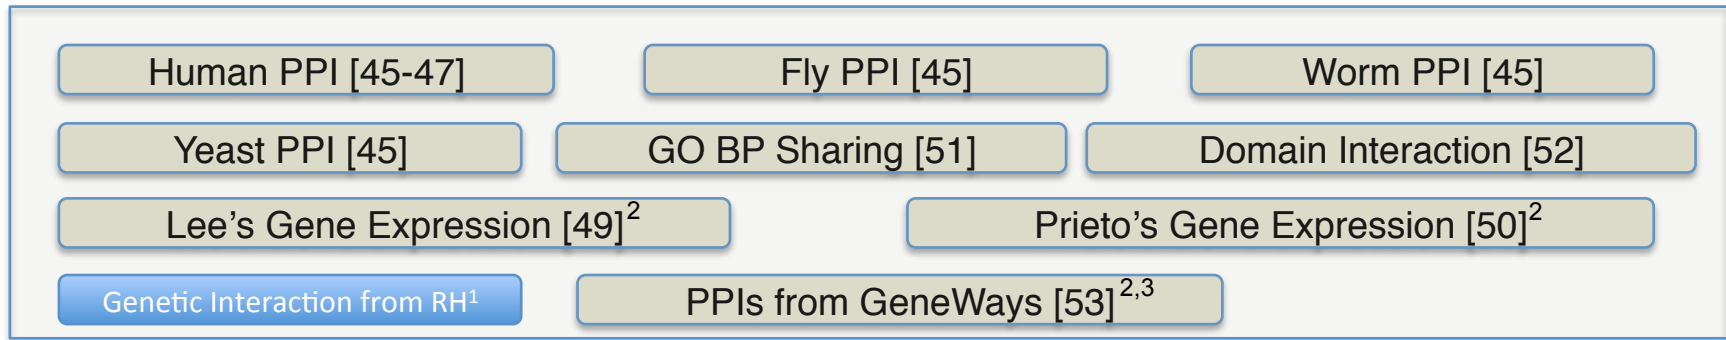 Human PPI [45-47] Fly PPI [45] Worm PPI [45]
Yeast PPI [45] GO BP Sharing [51] Domain Interaction [52]
Lee’s Gene Expression [49]2 Prieto’s Gene Expression [50]2
Genetic Interaction from RH1 PPIs from GeneWays [53]2,3